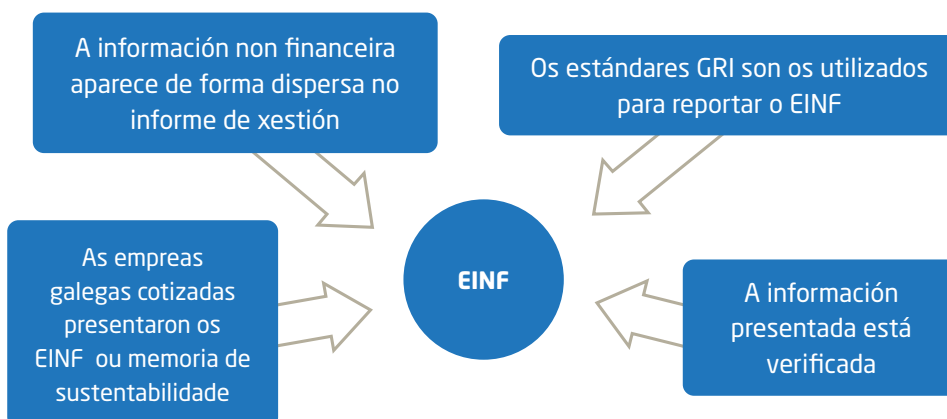 A información non financeira
aparece de forma dispersa no
informe de xestión
Os estándares GRI son os utilizados
para reportar o EINF
As empreas
galegas cotizadas
presentaron os
EINF ou memoria de
sustentabilidade
EINF
A información
presentada está
verificada